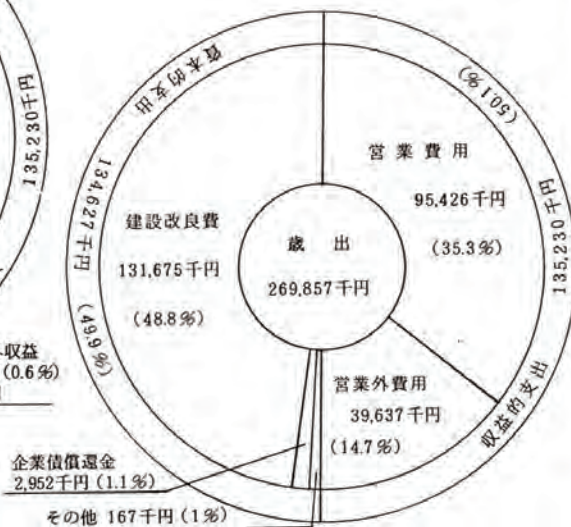 135,230千円
収益
(0.6%)
資本的支出
134,627千円
(49.9%)
(50.1%)
135,230千円
収益的支出
営業費用
95,426千円
(35.3%)
建設改良費
131,675千円
(48.8%)
歳出
269,857千円
営業外費用
39,637千円
(14.7%)
企業債償還金
2,952千円(1.1%)
その他 167千円(1%)